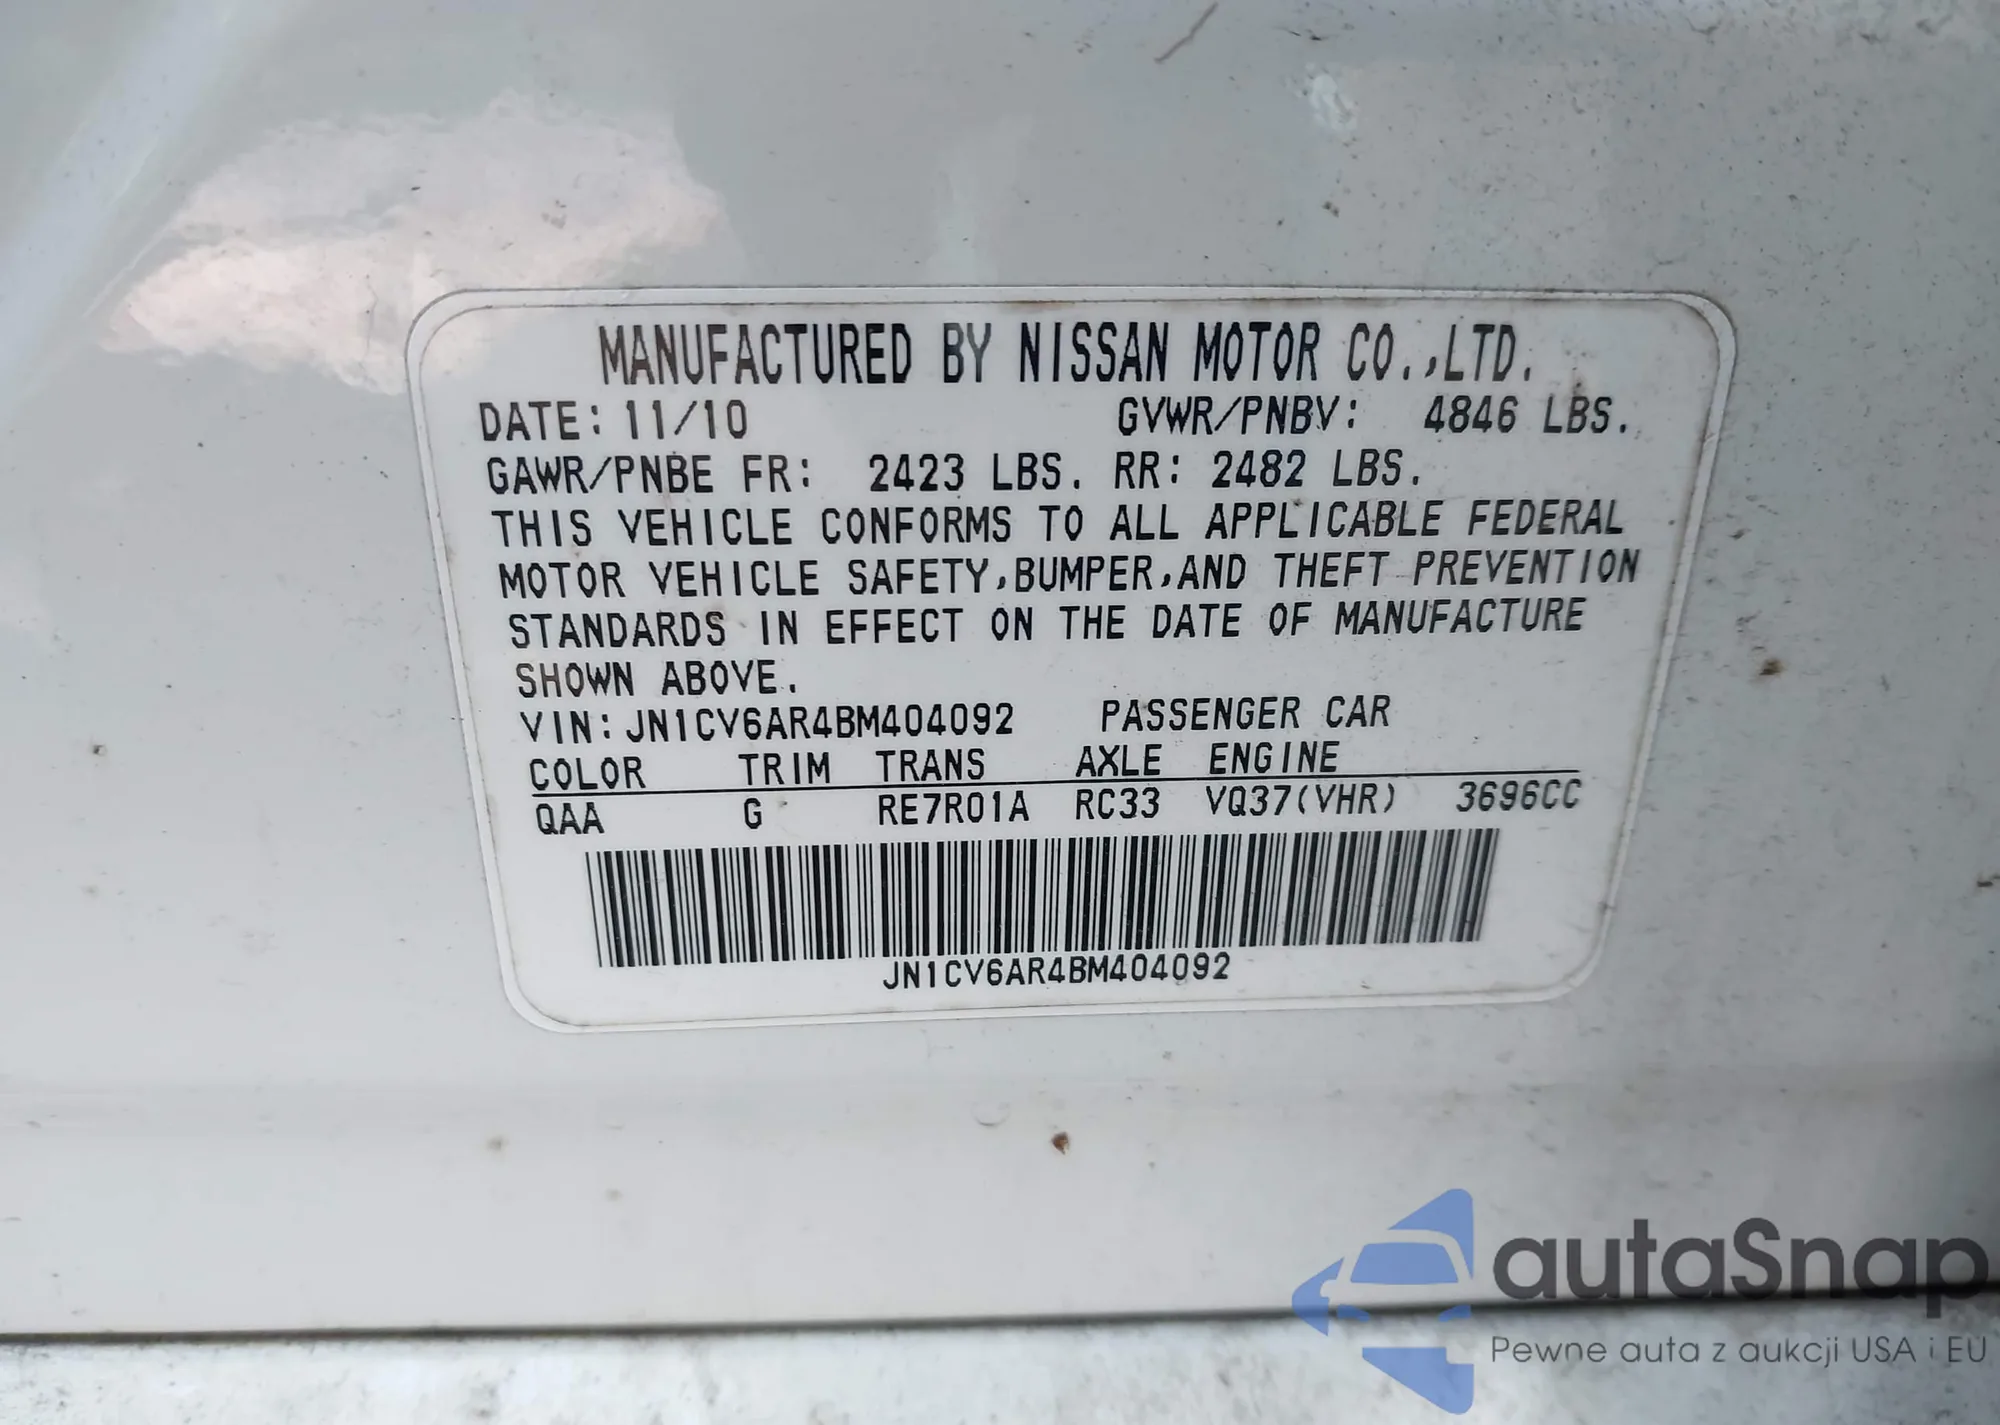 MANUFACTURED BY NISSAN MOTOR CO.,LTD.
DATE: 11/10 GVWR/PNBV: 4846 LBS.
GAWR/PNBE FR: 2423 LBS. RR: 2482 LBS.
THIS VEHICLE CONFORMS TO ALL APPLICABLE FEDERAL
MOTOR VEHICLE SAFETY,BUMPER,AND THEFT PREVENTION
STANDARDS IN EFFECT ON THE DATE OF MANUFACTURE
SHOWN ABOVE.
VIN: JN1CV6AR4BM404092 PASSENGER CAR
COLOR TRIM TRANS AXLE ENGINE
QAA G RE7R01A RC33 VQ37(VHR) 3696CC
JN1CV6AR4BM404092
autaSnap
Pewne auta z aukcji USA i EU